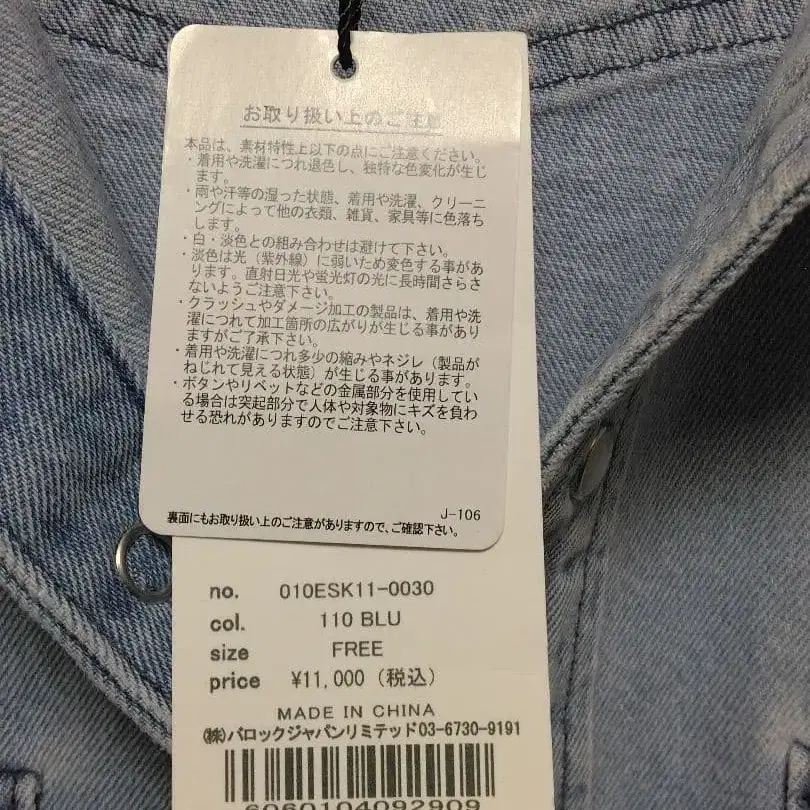 お取り扱い上のご注意
本品は、素材特性上以下の点にご注意ください。
・着用や洗濯につれ退色し、独特な色変化が生じ
ます。
・雨や汗等の湿った状態、着用や洗濯、クリーニ
ングによって他の衣類、雑貨、家具等に色落ち
します。
・白・淡色との組み合わせは避けて下さい。
・淡色は光（紫外線）に弱いため変色する事があ
ります。直射日光や蛍光灯の光に長時間さらさ
ないようご注意下さい。
・クラッシュやダメージ加工の製品は、着用や洗
濯につれて加工箇所の広がりが生じる事があり
ますがご了承下さい。
・着用や洗濯につれ多少の縮みやネジレ（製品が
ねじれて見える状態）が生じる事があります。
・ボタンやリベットなどの金属部分を使用してい
る場合は突起部分で人体や対象物にキズを負わ
せる恐れがありますのでご注意下さい。
J-106
裏面にもお取り扱い上のご注意がありますので、ご確認下さい。
no. 010ESK11-0030
col. 110 BLU
size FREE
price ¥11,000（税込）
MADE IN CHINA
㈱バロックジャパンリミテッド03-6730-9191
6060104092909